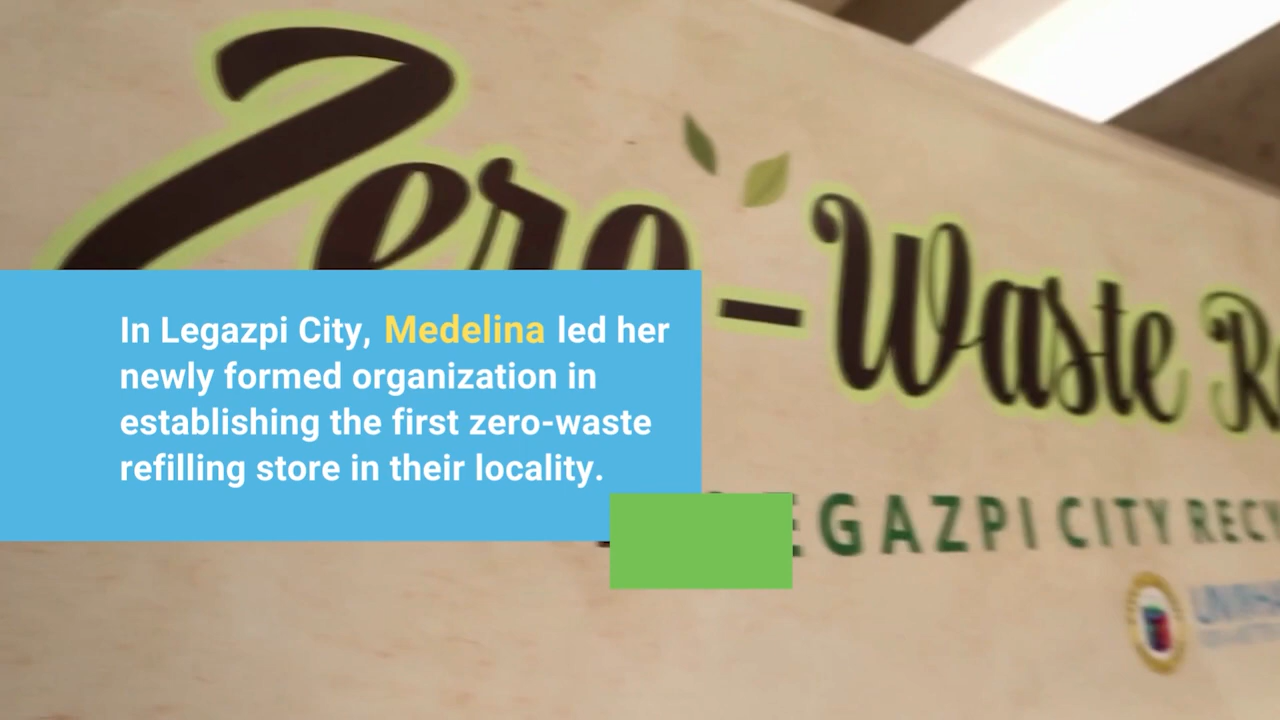 Zero-Waste
In Legazpi City, Medelina led her
newly formed organization in
establishing the first zero-waste
refilling store in their locality.
EGAZPI CITY RECY